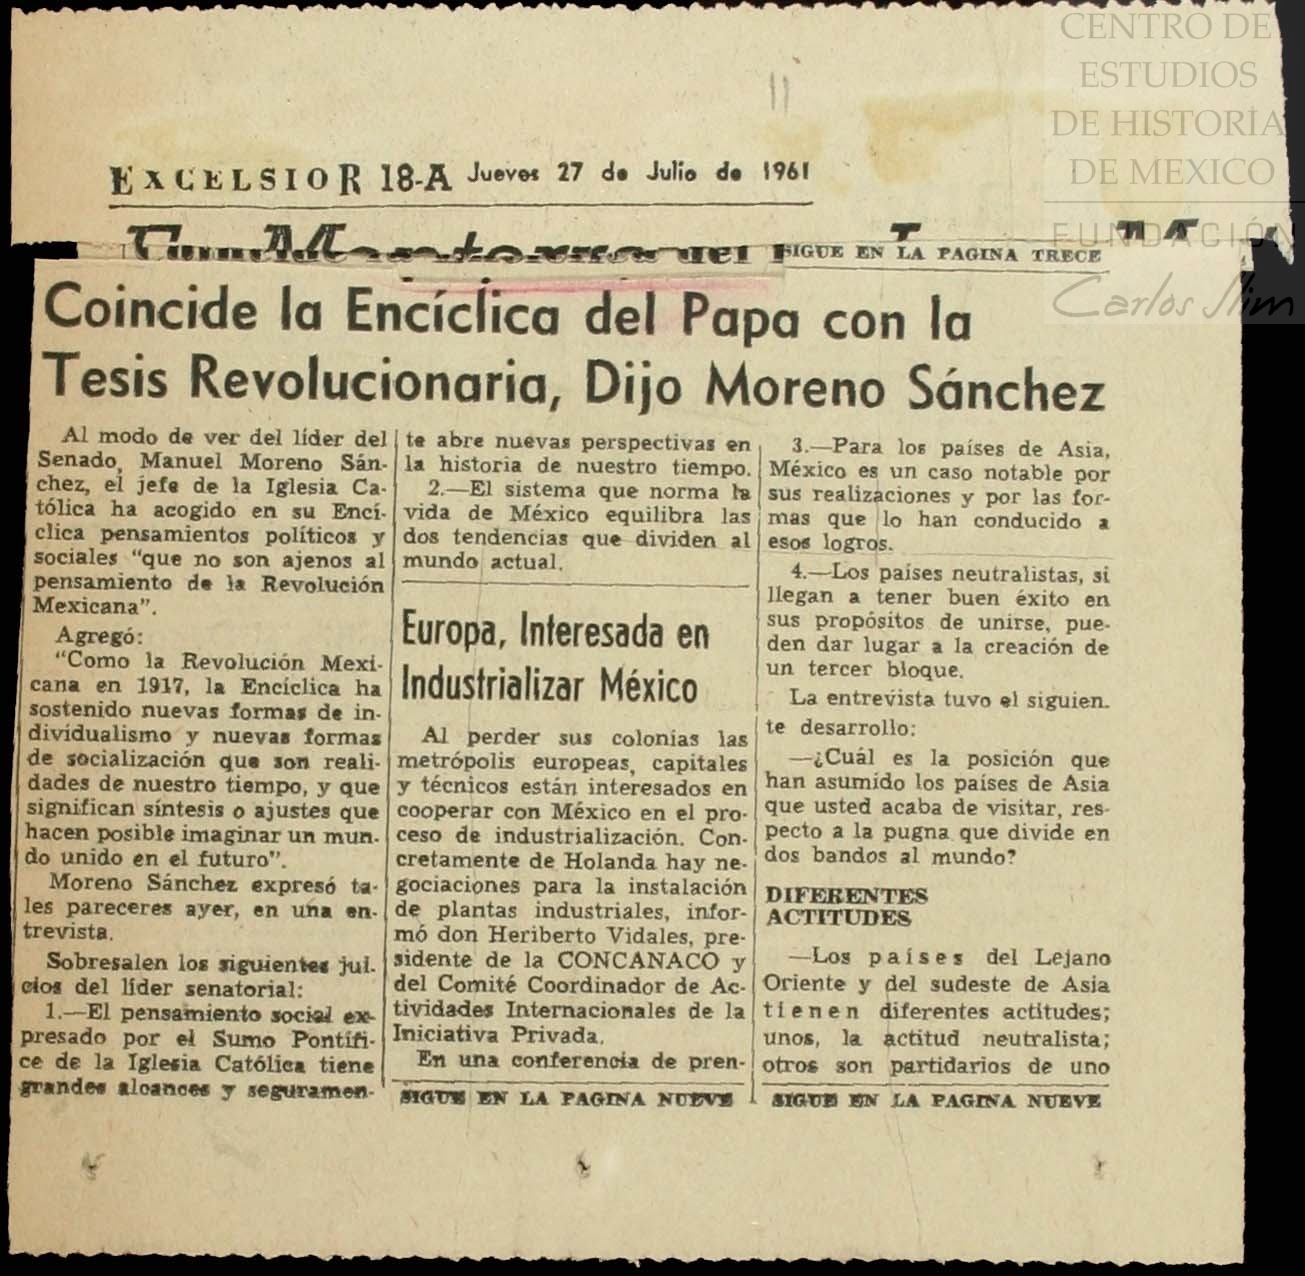 CENTRO DE
ESTUDIOS
DE HISTORIA
DE MEXICO
FUNDACIÓN
Carlos Slim
11
EXCELSIOR 18-A Jueves 27 de Julio de 1961
SIGUE EN LA PAGINA TRECE
Coincide la Encíclica del Papa con la
Tesis Revolucionaria, Dijo Moreno Sánchez
Al modo de ver del líder del
Senado, Manuel Moreno Sán-
chez, el jefe de la Iglesia Ca-
tólica ha acogido en su Encí-
clica pensamientos políticos y
sociales "que no son ajenos al
pensamiento de la Revolución
Mexicana".
Agregó:
"Como la Revolución Mexi-
cana en 1917, la Encíclica ha
sostenido nuevas formas de in-
dividualismo y nuevas formas
de socialización que son reali-
dades de nuestro tiempo, y que
significan síntesis o ajustes que
hacen posible imaginar un mun-
do unido en el futuro".
Moreno Sánchez expresó ta-
les pareceres ayer, en una en-
trevista.
Sobresalen los siguientes jui-
cios del líder senatorial:
1.—El pensamiento social ex-
presado por el Sumo Pontífi-
ce de la Iglesia Católica tiene
grandes alcances y seguramen-
te abre nuevas perspectivas en
la historia de nuestro tiempo.
2.—El sistema que norma la
vida de México equilibra las
dos tendencias que dividen al
mundo actual.
Europa, Interesada en
Industrializar México
Al perder sus colonias las
metrópolis europeas, capitales
y técnicos están interesados en
cooperar con México en el pro-
ceso de industrialización. Con-
cretamente de Holanda hay ne-
gociaciones para la instalación
de plantas industriales, infor-
mó don Heriberto Vidales, pre-
sidente de la CONCANACO y
del Comité Coordinador de Ac-
tividades Internacionales de la
Iniciativa Privada.
En una conferencia de pren-
SIGUE EN LA PAGINA NUEVE
3.—Para los países de Asia,
México es un caso notable por
sus realizaciones y por las for-
mas que lo han conducido a
esos logros.
4.—Los países neutralistas, si
llegan a tener buen éxito en
sus propósitos de unirse, pue-
den dar lugar a la creación de
un tercer bloque.
La entrevista tuvo el siguien.
te desarrollo:
—¿Cuál es la posición que
han asumido los países de Asia
que usted acaba de visitar, res-
pecto a la pugna que divide en
dos bandos al mundo?
DIFERENTES
ACTITUDES
—Los países del Lejano
Oriente y del sudeste de Asia
tienen diferentes actitudes;
unos, la actitud neutralista;
otros son partidarios de uno
SIGUE EN LA PAGINA NUEVE